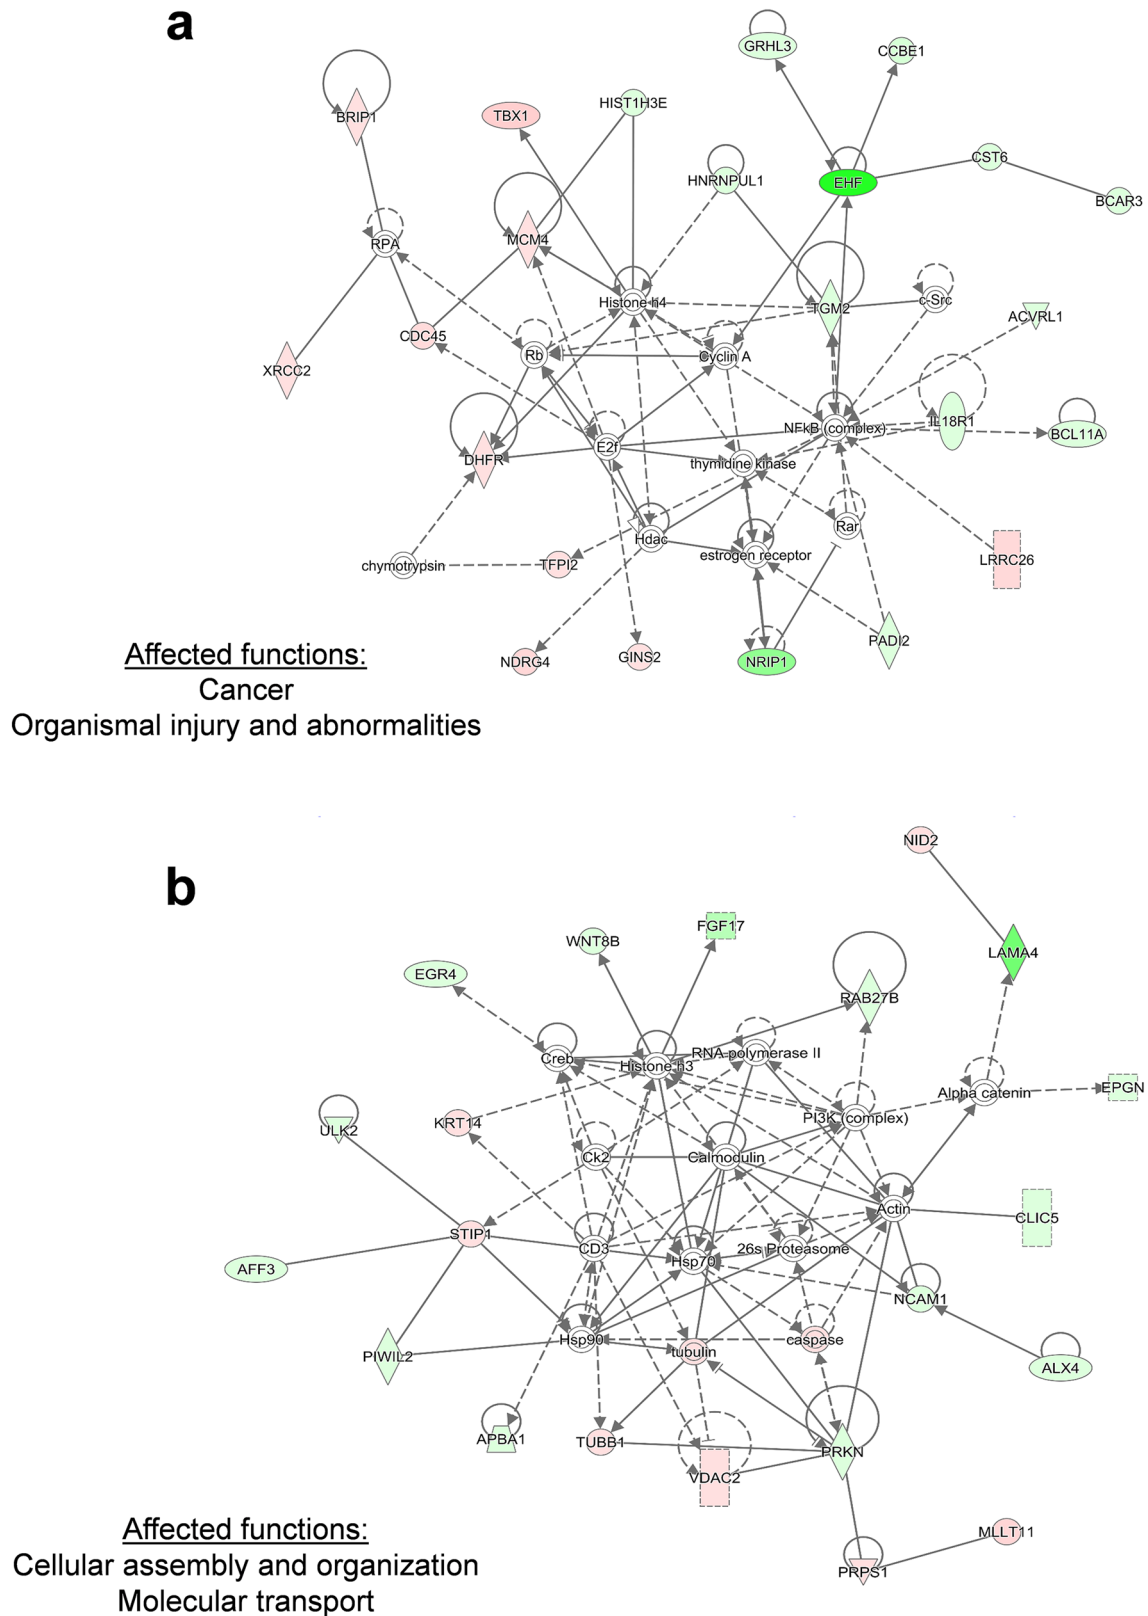 a
GRHL3
CCBE1
BRIP1
TBX1
HIST1H3E
CST6
HNRNPUL1
EHF
BCAR3
RPA
MCM4
Histone h4
TGM2
c-Src
ACVRL1
CDC45
Rb
Cyclin A
XRCC2
NFkB (complex)
IL18R1
BCL11A
DHFR
E2f
thymidine kinase
Rar
Hdac
estrogen receptor
chymotrypsin
TFPI2
LRRC26
PADI2
NDRG4
GINS2
NRIP1
Affected functions:
Cancer
Organismal injury and abnormalities
b
NID2
FGF17
WNT8B
LAMA4
EGR4
RAB27B
Creb
Histone h3
RNA polymerase II
Alpha catenin
EPGN
PI3K (complex)
ULK2
KRT14
Ck2
Calmodulin
Actin
CLIC5
STIP1
CD3
Hsp70
26s Proteasome
AFF3
NCAM1
Hsp90
tubulin
caspase
PIWIL2
ALX4
APBA1
TUBB1
PRKN
VDAC2
MLLT11
PRPS1
Affected functions:
Cellular assembly and organization
Molecular transport